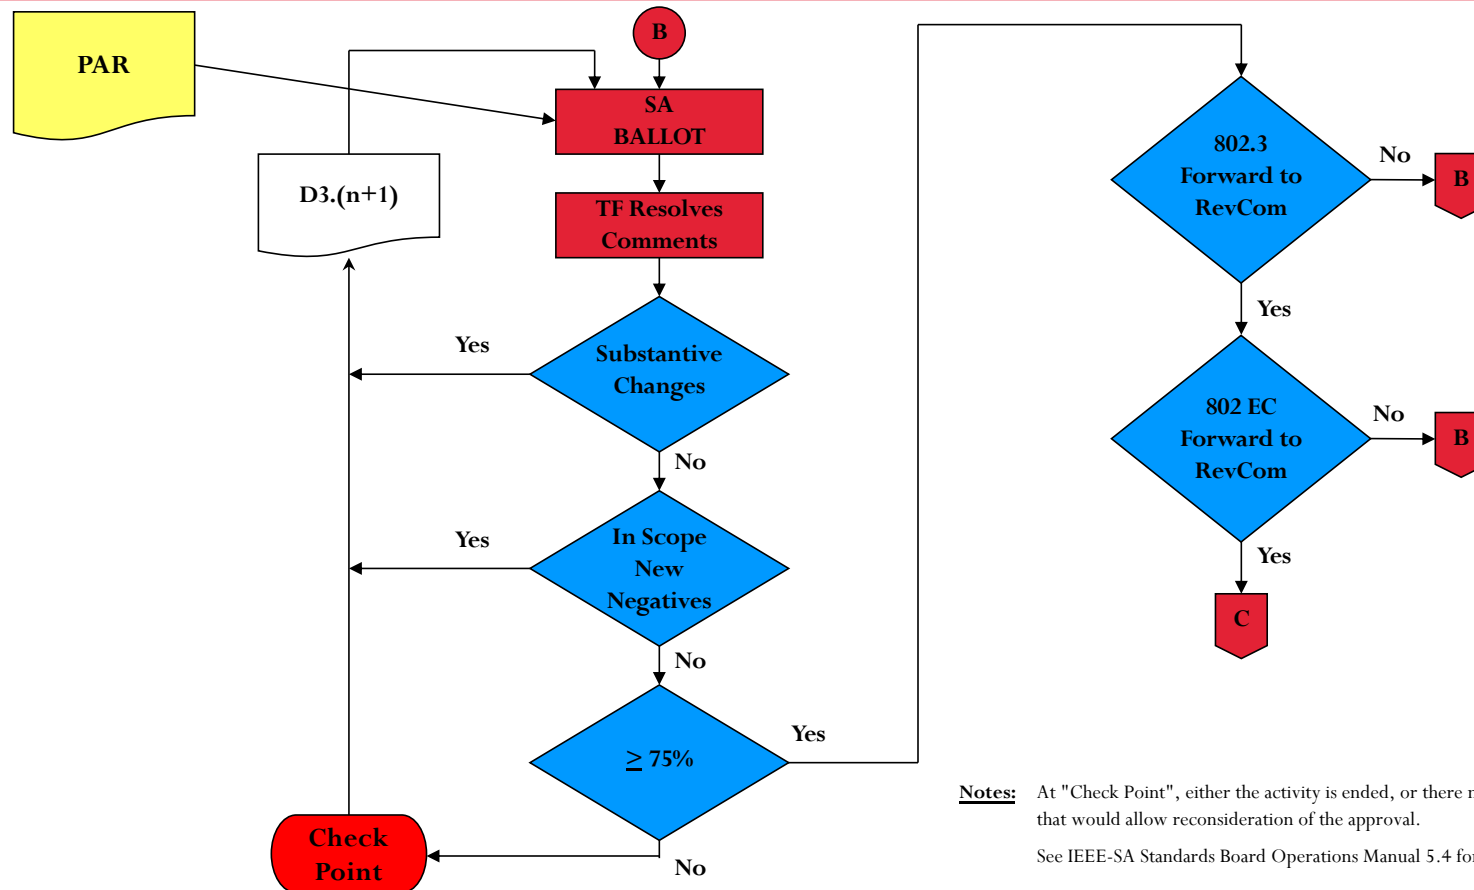 PAR
B
SA
BALLOT
D3.(n+1)
TF Resolves
Comments
Yes
Substantive
Changes
No
Yes
In Scope
New
Negatives
No
≥ 75%
Yes
Check
Point
No
802.3
Forward to
RevCom
No
B
Yes
802 EC
Forward to
RevCom
No
B
Yes
C
Notes: At "Check Point", either the activity is ended, or there
that would allow reconsideration of the approval.
See IEEE-SA Standards Board Operations Manual 5.4 for